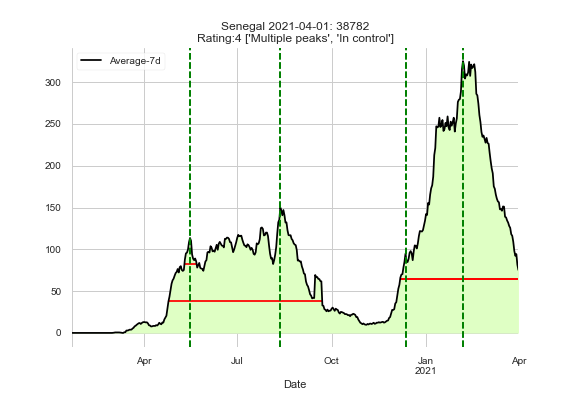 Senegal 2021-04-01: 38782
Rating:4 ['Multiple peaks', 'In control']
Average-7d
300
250
200
150
100
50
0
Apr
Jul
Oct
Jan
2021
Apr
Date